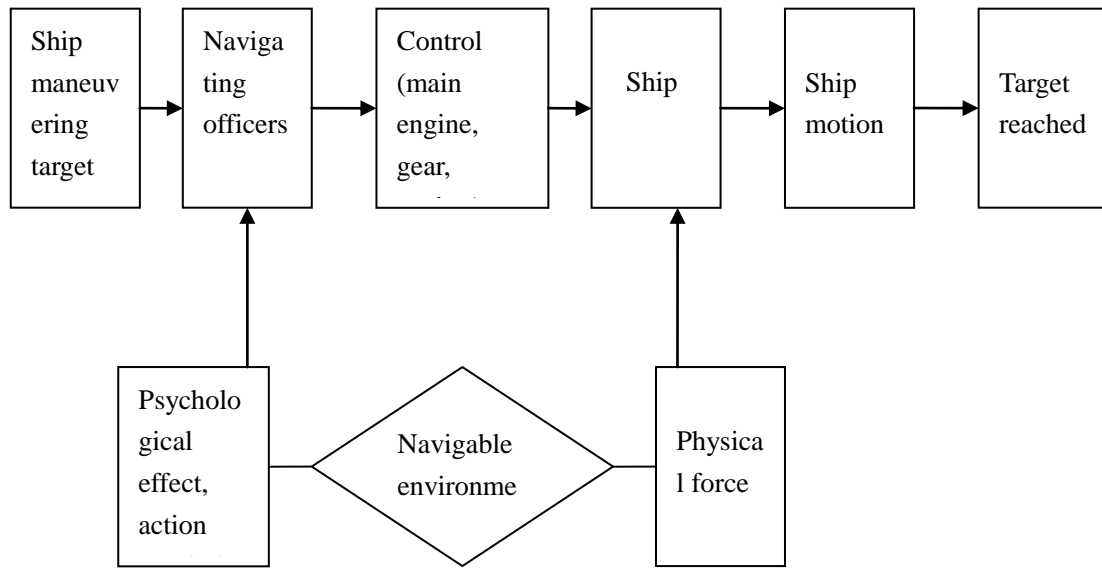 Ship
maneuv
ering
target
Naviga
ting
officers
Control
(main
engine,
gear,
Ship
Ship
motion
Target
reached
Psycholo
gical
effect,
action
Navigable
environme
Physica
l force